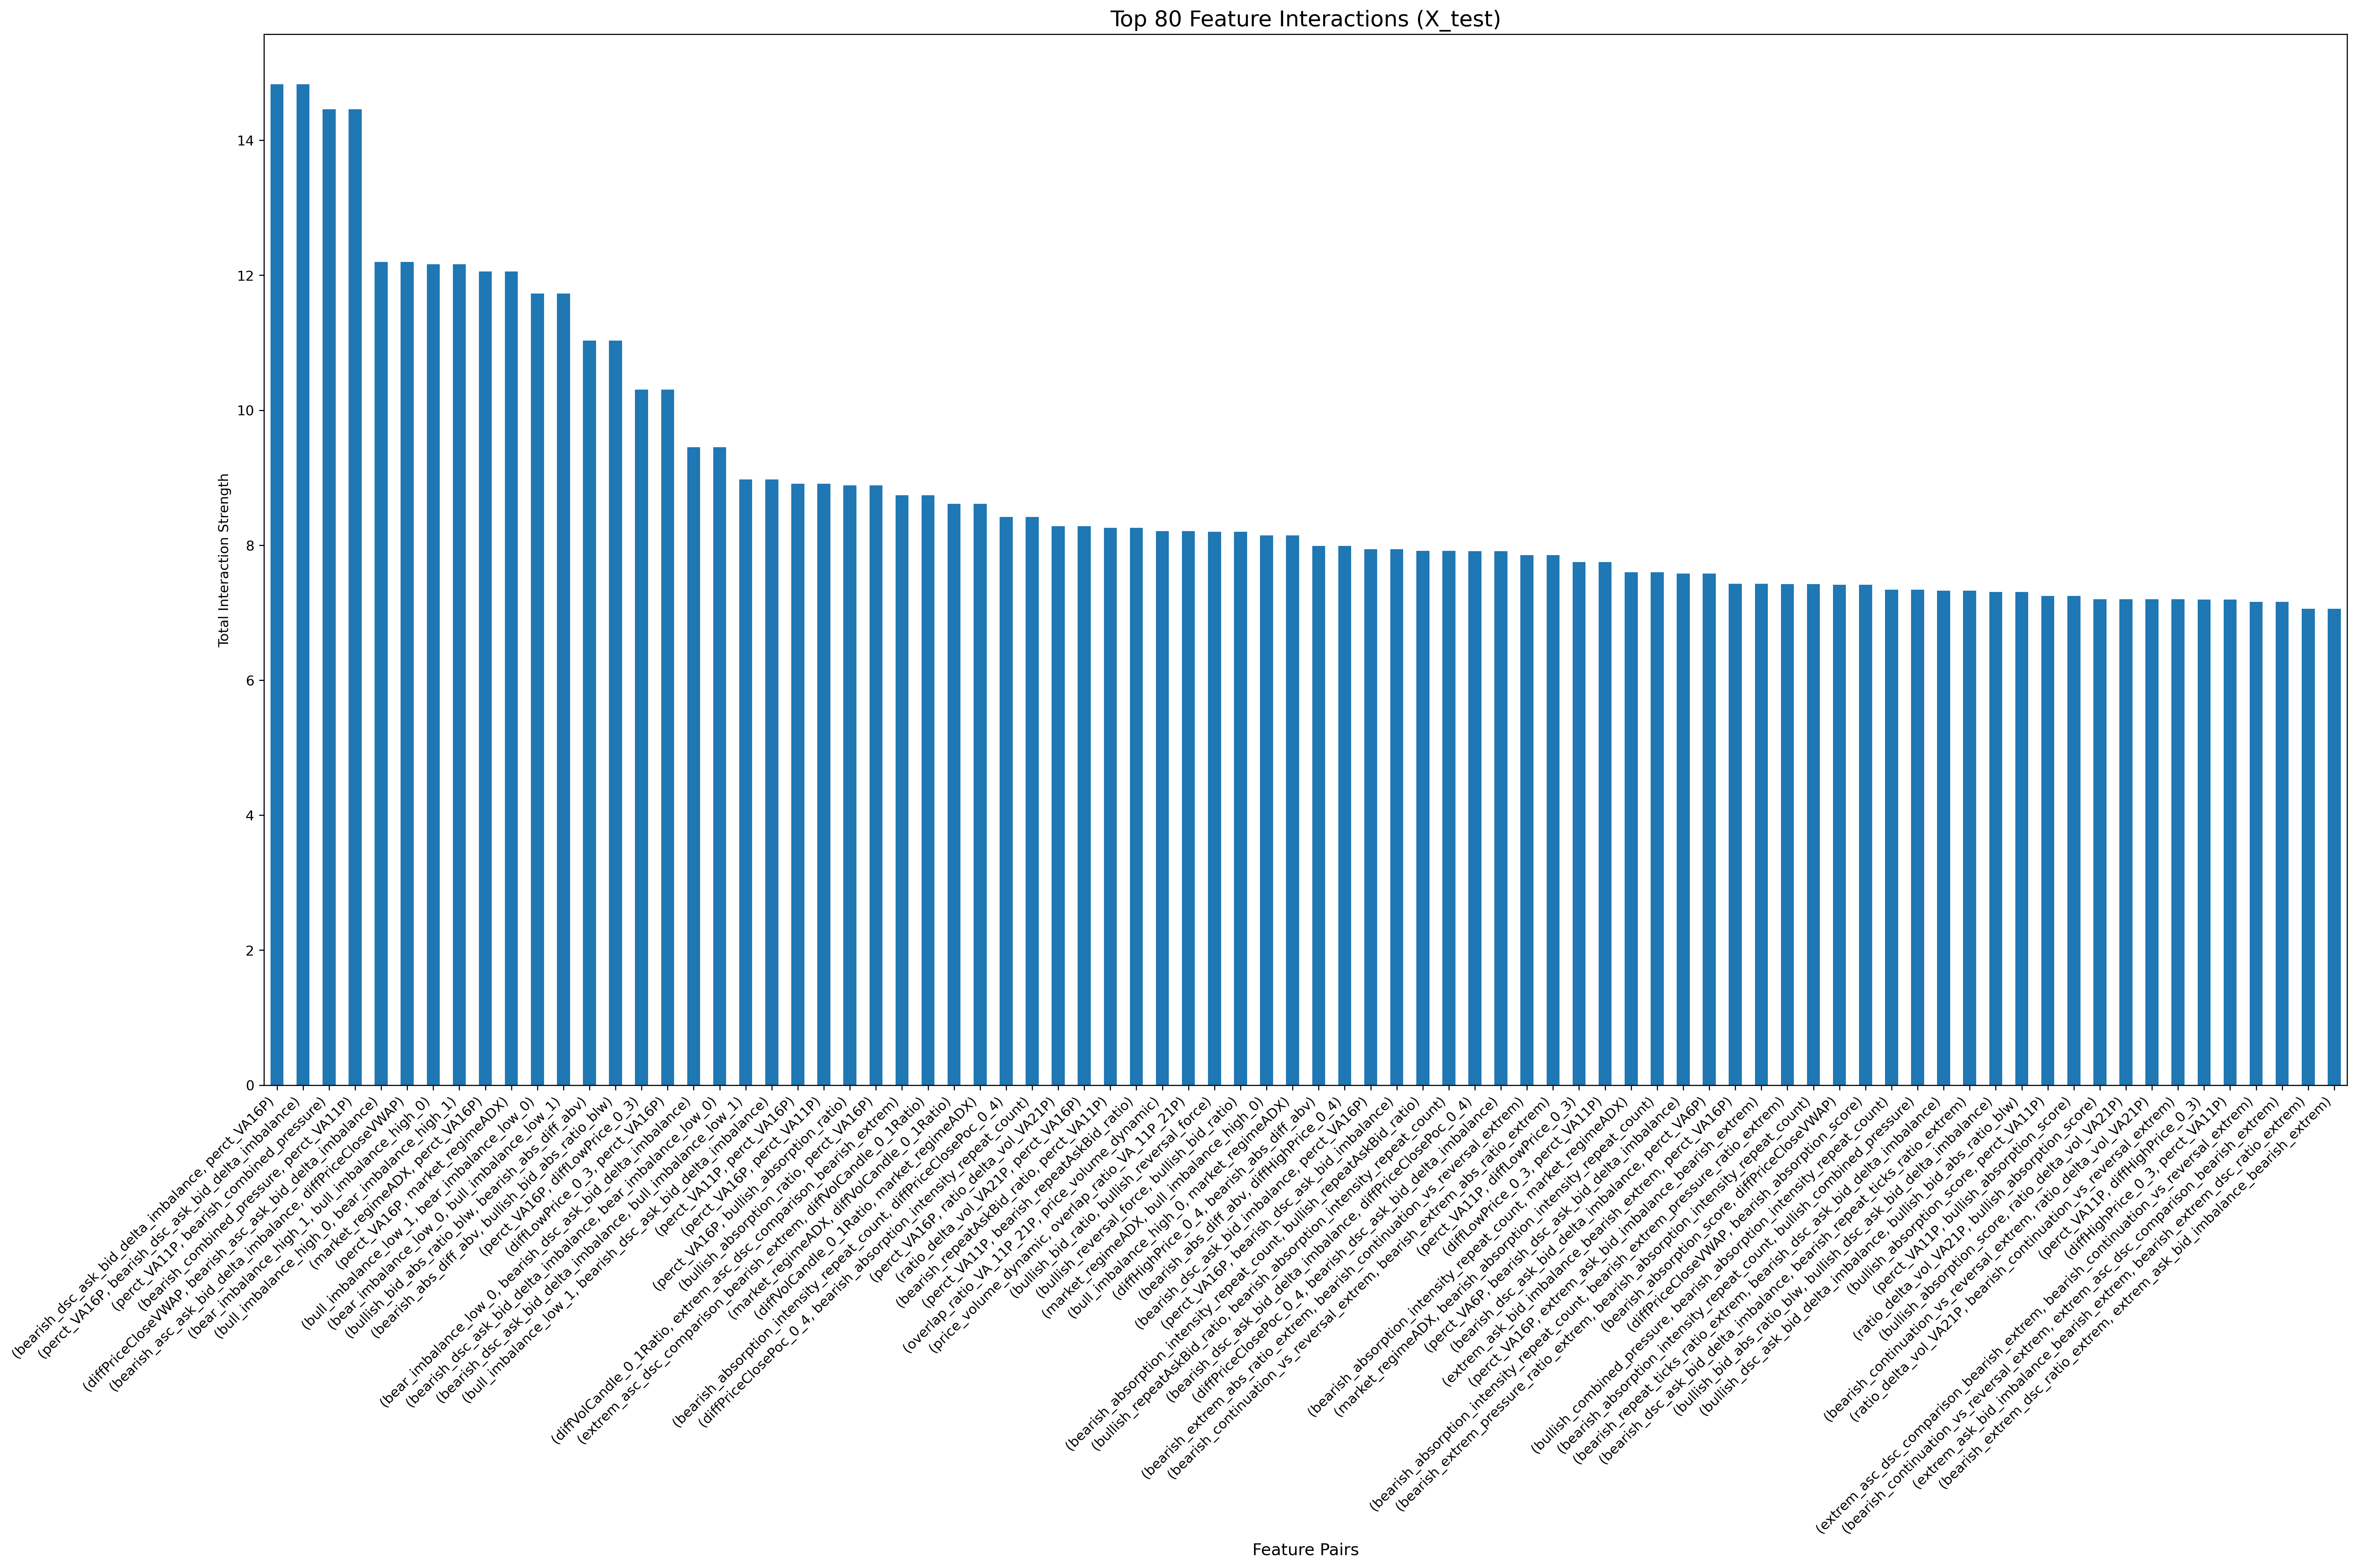 Top 80 Feature Interactions (X_test)
Total Interaction Strength
14
12
10
8
6
4
2
0
(bearish_dsc_ask_bid_delta_imbalance, perct_VA16P)
(perct_VA16P, bearish_dsc_ask_bid_delta_imbalance)
(perct_VA11P, bearish_combined_pressure)
(bearish_combined_pressure, perct_VA11P)
(diffPriceCloseVWAP, bearish_asc_ask_bid_delta_imbalance)
(bearish_asc_ask_bid_delta_imbalance, diffPriceCloseVWAP)
(bear_imbalance_high_1, bull_imbalance_high_0)
(bull_imbalance_high_0, bear_imbalance_high_1)
(market_regimeADX, perct_VA16P)
(perct_VA16P, market_regimeADX)
(bull_imbalance_low_1, bear_imbalance_low_0)
(bear_imbalance_low_0, bull_imbalance_low_1)
(bullish_bid_abs_ratio_blw, bearish_abs_diff_abv)
(bearish_abs_diff_abv, bullish_bid_abs_ratio_blw)
(perct_VA16P, diffLowPrice_0_3)
(diffLowPrice_0_3, perct_VA16P)
(bear_imbalance_low_0, bearish_dsc_ask_bid_delta_imbalance)
(bearish_dsc_ask_bid_delta_imbalance, bear_imbalance_low_0)
(bearish_dsc_ask_bid_delta_imbalance, bull_imbalance_low_1)
(bull_imbalance_low_1, bearish_dsc_ask_bid_delta_imbalance)
(perct_VA11P, perct_VA16P)
(perct_VA16P, perct_VA11P)
(perct_VA16P, bullish_absorption_ratio)
(bullish_absorption_ratio, perct_VA16P)
(diffVolCandle_0_1Ratio, extrem_asc_dsc_comparison_bearish_extrem)
(extrem_asc_dsc_comparison_bearish_extrem, diffVolCandle_0_1Ratio)
(market_regimeADX, diffVolCandle_0_1Ratio)
(diffVolCandle_0_1Ratio, market_regimeADX)
(bearish_absorption_intensity_repeat_count, diffPriceClosePoc_0_4)
(diffPriceClosePoc_0_4, bearish_absorption_intensity_repeat_count)
(perct_VA16P, ratio_delta_vol_VA21P)
(ratio_delta_vol_VA21P, perct_VA16P)
(bearish_repeatAskBid_ratio, perct_VA11P)
(perct_VA11P, bearish_repeatAskBid_ratio)
(overlap_ratio_VA_11P_21P, price_volume_dynamic)
(price_volume_dynamic, overlap_ratio_VA_11P_21P)
(bullish_bid_ratio, bullish_reversal_force)
(bullish_reversal_force, bullish_bid_ratio)
(market_regimeADX, bull_imbalance_high_0)
(bull_imbalance_high_0, market_regimeADX)
(diffHighPrice_0_4, bearish_abs_diff_abv)
(bearish_abs_diff_abv, diffHighPrice_0_4)
(bearish_dsc_ask_bid_imbalance, perct_VA16P)
(perct_VA16P, bearish_dsc_ask_bid_imbalance)
(bearish_absorption_intensity_repeat_count, bullish_repeatAskBid_ratio)
(bullish_repeatAskBid_ratio, bearish_absorption_intensity_repeat_count)
(bearish_dsc_ask_bid_delta_imbalance, diffPriceClosePoc_0_4)
(diffPriceClosePoc_0_4, bearish_dsc_ask_bid_delta_imbalance)
(bearish_extrem_abs_ratio_extrem, bearish_continuation_vs_reversal_extrem)
(bearish_continuation_vs_reversal_extrem, bearish_extrem_abs_ratio_extrem)
(perct_VA11P, diffLowPrice_0_3)
(diffLowPrice_0_3, perct_VA11P)
(bearish_absorption_intensity_repeat_count, market_regimeADX)
(market_regimeADX, bearish_absorption_intensity_repeat_count)
(perct_VA6P, bearish_dsc_ask_bid_delta_imbalance)
(bearish_dsc_ask_bid_delta_imbalance, perct_VA6P)
(extrem_ask_bid_imbalance_bearish_extrem, perct_VA16P)
(perct_VA16P, extrem_ask_bid_imbalance_bearish_extrem)
(bearish_absorption_intensity_repeat_count, bearish_extrem_pressure_ratio_extrem)
(bearish_extrem_pressure_ratio_extrem, bearish_absorption_intensity_repeat_count)
(bearish_absorption_score, diffPriceCloseVWAP)
(diffPriceCloseVWAP, bearish_absorption_score)
(bullish_combined_pressure, bearish_absorption_intensity_repeat_count)
(bearish_absorption_intensity_repeat_count, bullish_combined_pressure)
(bearish_repeat_ticks_ratio_extrem, bearish_dsc_ask_bid_delta_imbalance)
(bearish_dsc_ask_bid_delta_imbalance, bearish_repeat_ticks_ratio_extrem)
(bullish_bid_abs_ratio_blw, bullish_dsc_ask_bid_delta_imbalance)
(bullish_dsc_ask_bid_delta_imbalance, bullish_bid_abs_ratio_blw)
(bullish_absorption_score, perct_VA11P)
(perct_VA11P, bullish_absorption_score)
(ratio_delta_vol_VA21P, bullish_absorption_score)
(bullish_absorption_score, ratio_delta_vol_VA21P)
(bearish_continuation_vs_reversal_extrem, ratio_delta_vol_VA21P)
(ratio_delta_vol_VA21P, bearish_continuation_vs_reversal_extrem)
(perct_VA11P, diffHighPrice_0_3)
(diffHighPrice_0_3, perct_VA11P)
(extrem_asc_dsc_comparison_bearish_extrem, bearish_continuation_vs_reversal_extrem)
(bearish_continuation_vs_reversal_extrem, extrem_asc_dsc_comparison_bearish_extrem)
(extrem_ask_bid_imbalance_bearish_extrem, bearish_extrem_dsc_ratio_extrem)
(bearish_extrem_dsc_ratio_extrem, extrem_ask_bid_imbalance_bearish_extrem)
Feature Pairs